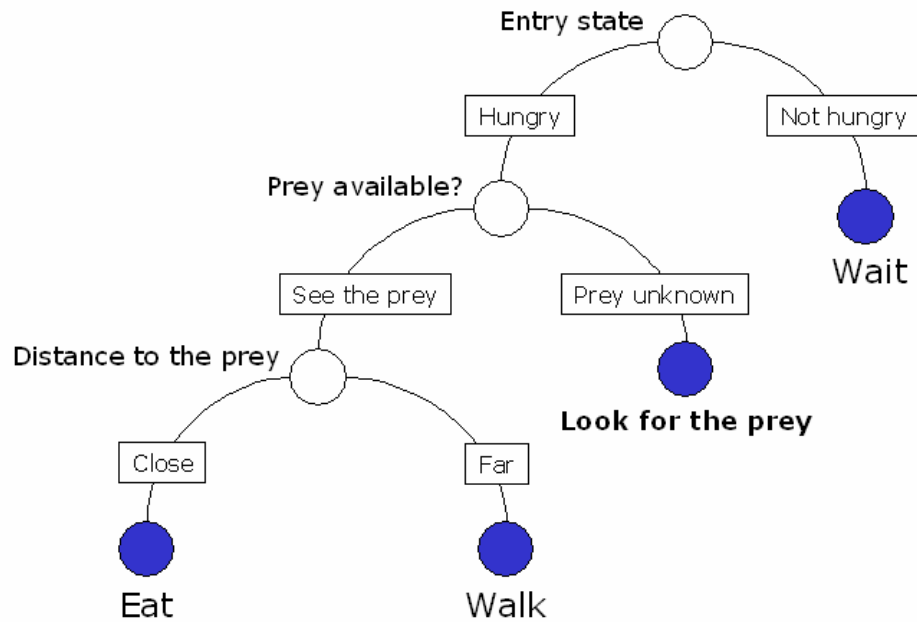 Entry state
Hungry
Not hungry
Prey available?
Wait
See the prey
Prey unknown
Distance to the prey
Look for the prey
Close
Far
Eat
Walk